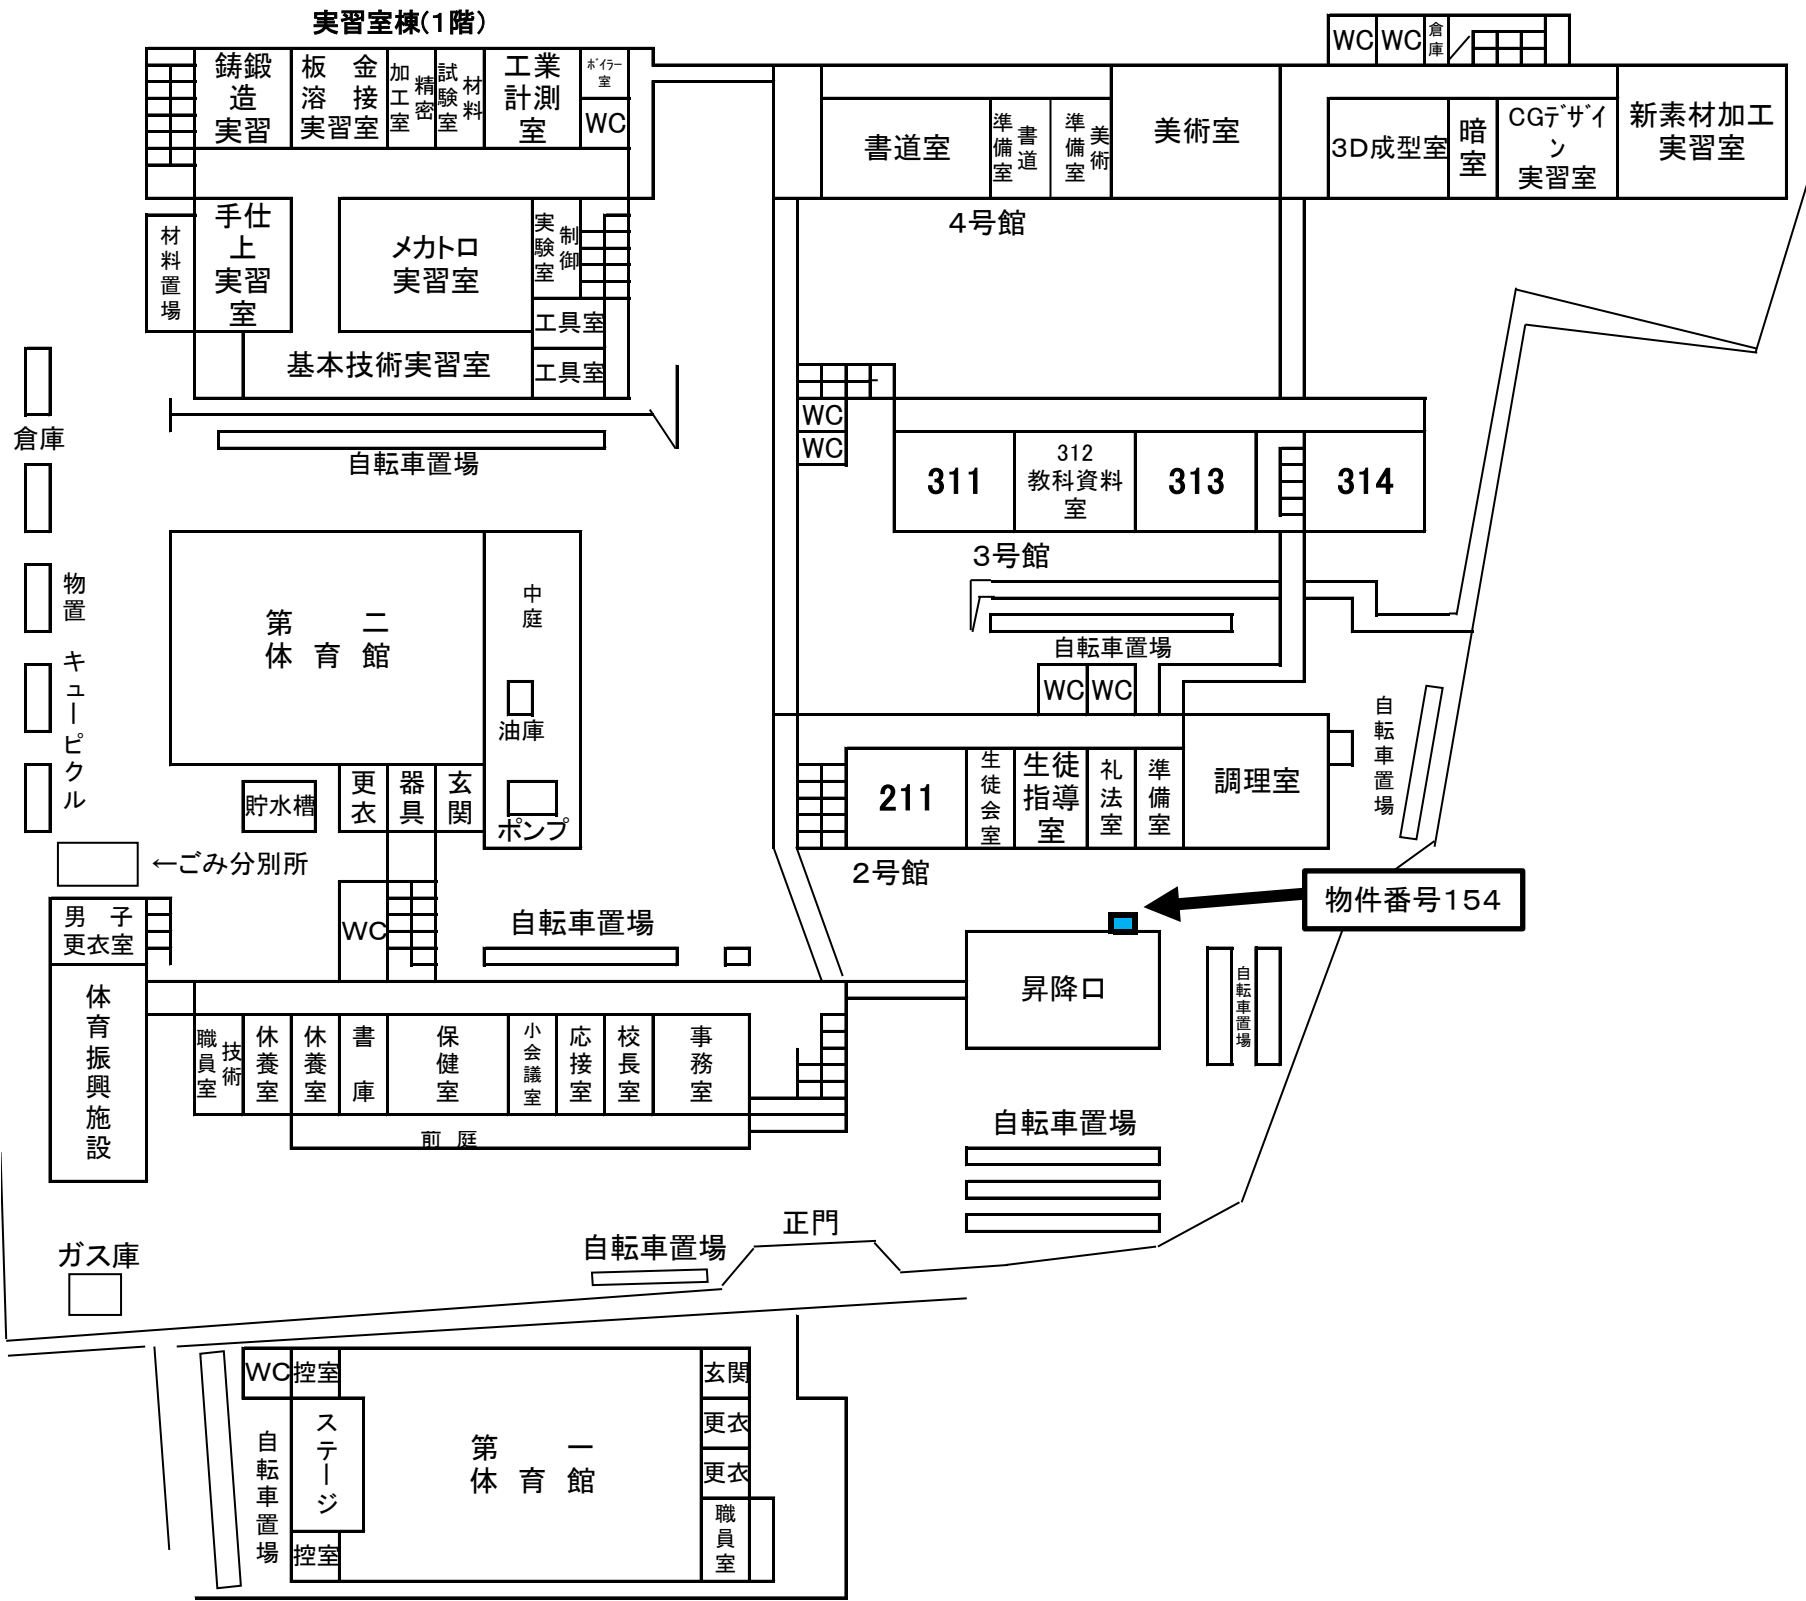 実習室棟(1階)
鋳鍛
造
実習
板 金
溶 接
実習室
精密
加工室
材料
試験室
工業
計測
室
ﾎﾞｲﾗｰ
室
WC
WC
WC
倉庫
書道室
書道
準備室
美術
準備室
美術室
3D成型室
暗室
CGﾃﾞｻﾞｲ
ン
実習室
新素材加工
実習室
4号館
材料置場
手仕
上
実習
室
メカトロ
実習室
制御
実験室
工具室
工具室
基本技術実習室
自転車置場
倉庫
物置
キュービクル
WC
WC
311
312
教科資料
室
313
314
3号館
自転車置場
第 二
体 育 館
中庭
油庫
ポンプ
貯水槽
更衣
器具
玄関
WC
WC
211
生徒会室
生徒
指導
室
礼法室
準備室
調理室
自転車置場
2号館
←ごみ分別所
男 子
更衣室
WC
自転車置場
物件番号154
昇降口
自転車置場
体育振興施設
技術
職員室
休養室
休養室
書庫
保健室
小会議室
応接室
校長室
事務室
前 庭
自転車置場
正門
自転車置場
ガス庫
WC
控室
玄関
ステージ
更衣
更衣
第 一
体 育 館
自転車置場
控室
職員室